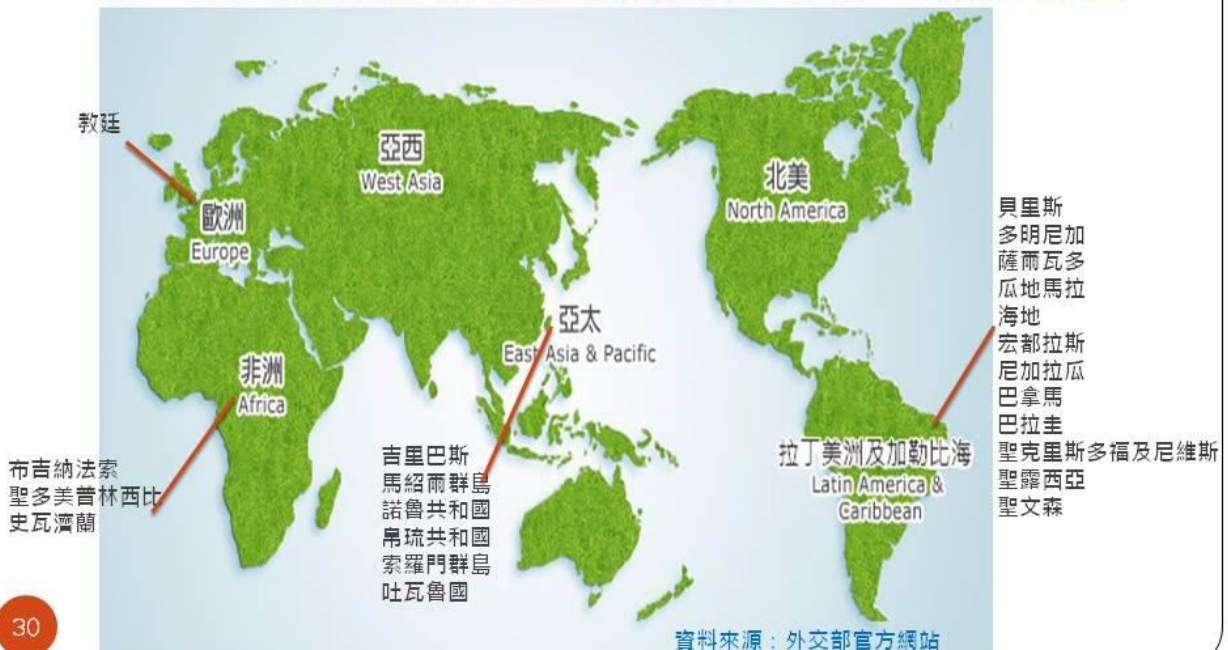 教廷
亞西
West Asia
北美
North America
歐洲
Europe
亞太
East Asia & Pacific
非洲
Africa
拉丁美洲及加勒比海
Latin America &
Caribbean
貝里斯
多明尼加
薩爾瓦多
瓜地馬拉
海地
宏都拉斯
尼加拉瓜
巴拿馬
巴拉圭
聖克里斯多福及尼維斯
聖露西亞
聖文森
布吉納法索
聖多美普林西比
史瓦濟蘭
吉里巴斯
馬紹爾群島
諾魯共和國
帛琉共和國
索羅門群島
吐瓦魯國
30
資料來源：外交部官方網站